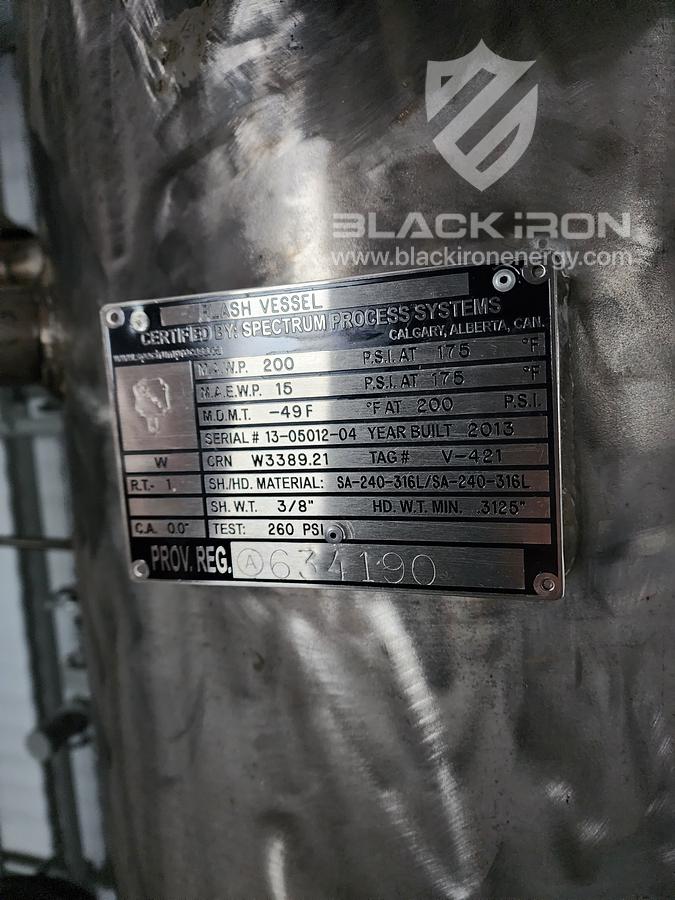 BLACK iRON
www.blackironenergy.com
FLASH VESSEL
CERTIFIED BY: SPECTRUM PROCESS SYSTEMS
CALGARY, ALBERTA, CAN.
M.A.W.P. 200 P.S.I. AT 175 °F
M.A.E.W.P. 15 P.S.I. AT 175 °F
M.D.M.T. -49F °F AT 200 P.S.I.
SERIAL # 13-05012-04 YEAR BUILT 2013
W CRN W3389.21 TAG# V-421
R.T.- 1 SH./HD. MATERIAL: SA-240-316L/SA-240-316L
SH. W.T. 3/8" HD. W.T. MIN. .3125"
C.A. 0.0" TEST: 260 PSI
PROV. REG. A634190